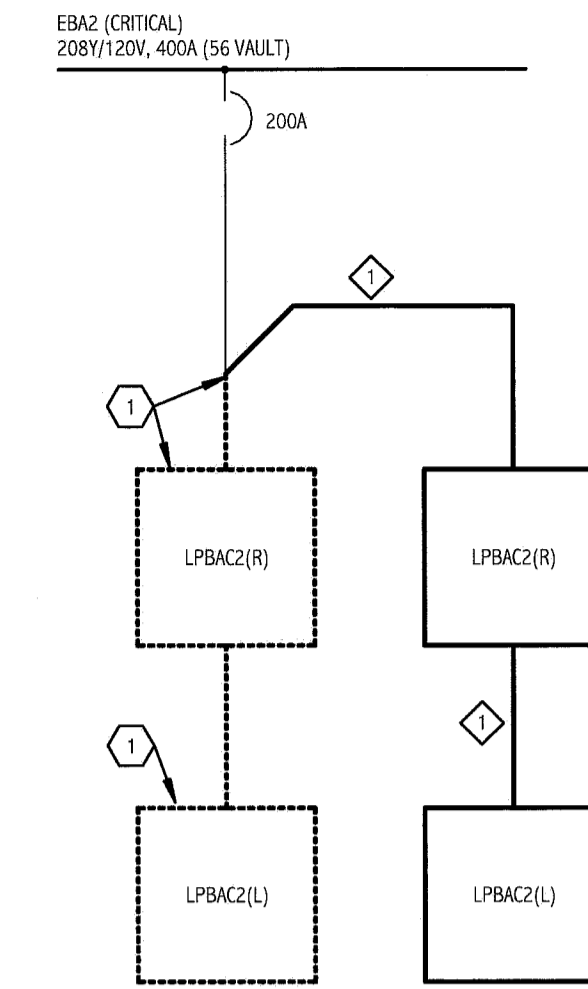 EBA2 (CRITICAL)
208Y/120V, 400A (56 VAULT)
200A
1
1
LPBAC2(R)
LPBAC2(R)
1
1
LPBAC2(L)
LPBAC2(L)